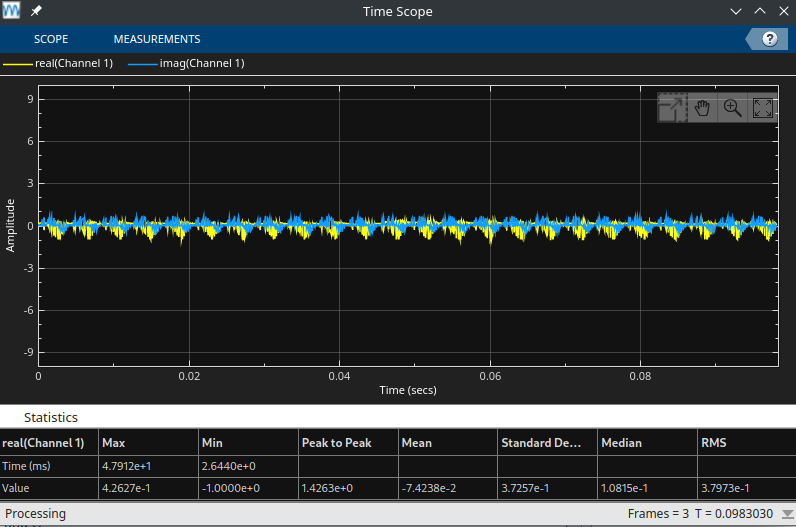 Time Scope
SCOPE MEASUREMENTS ?
real(Channel 1) imag(Channel 1)
9
6
3
0
-3
-6
-9
Amplitude
0 0.02 0.04 0.06 0.08
Time (secs)
Statistics
real(Channel 1) Max Min Peak to Peak Mean Standard De... Median RMS
Time (ms) 4.7912e+1 2.6440e+0
Value 4.2627e-1 -1.0000e+0 1.4263e+0 -7.4238e-2 3.7257e-1 1.0815e-1 3.7973e-1
Processing Frames = 3 T = 0.0983030